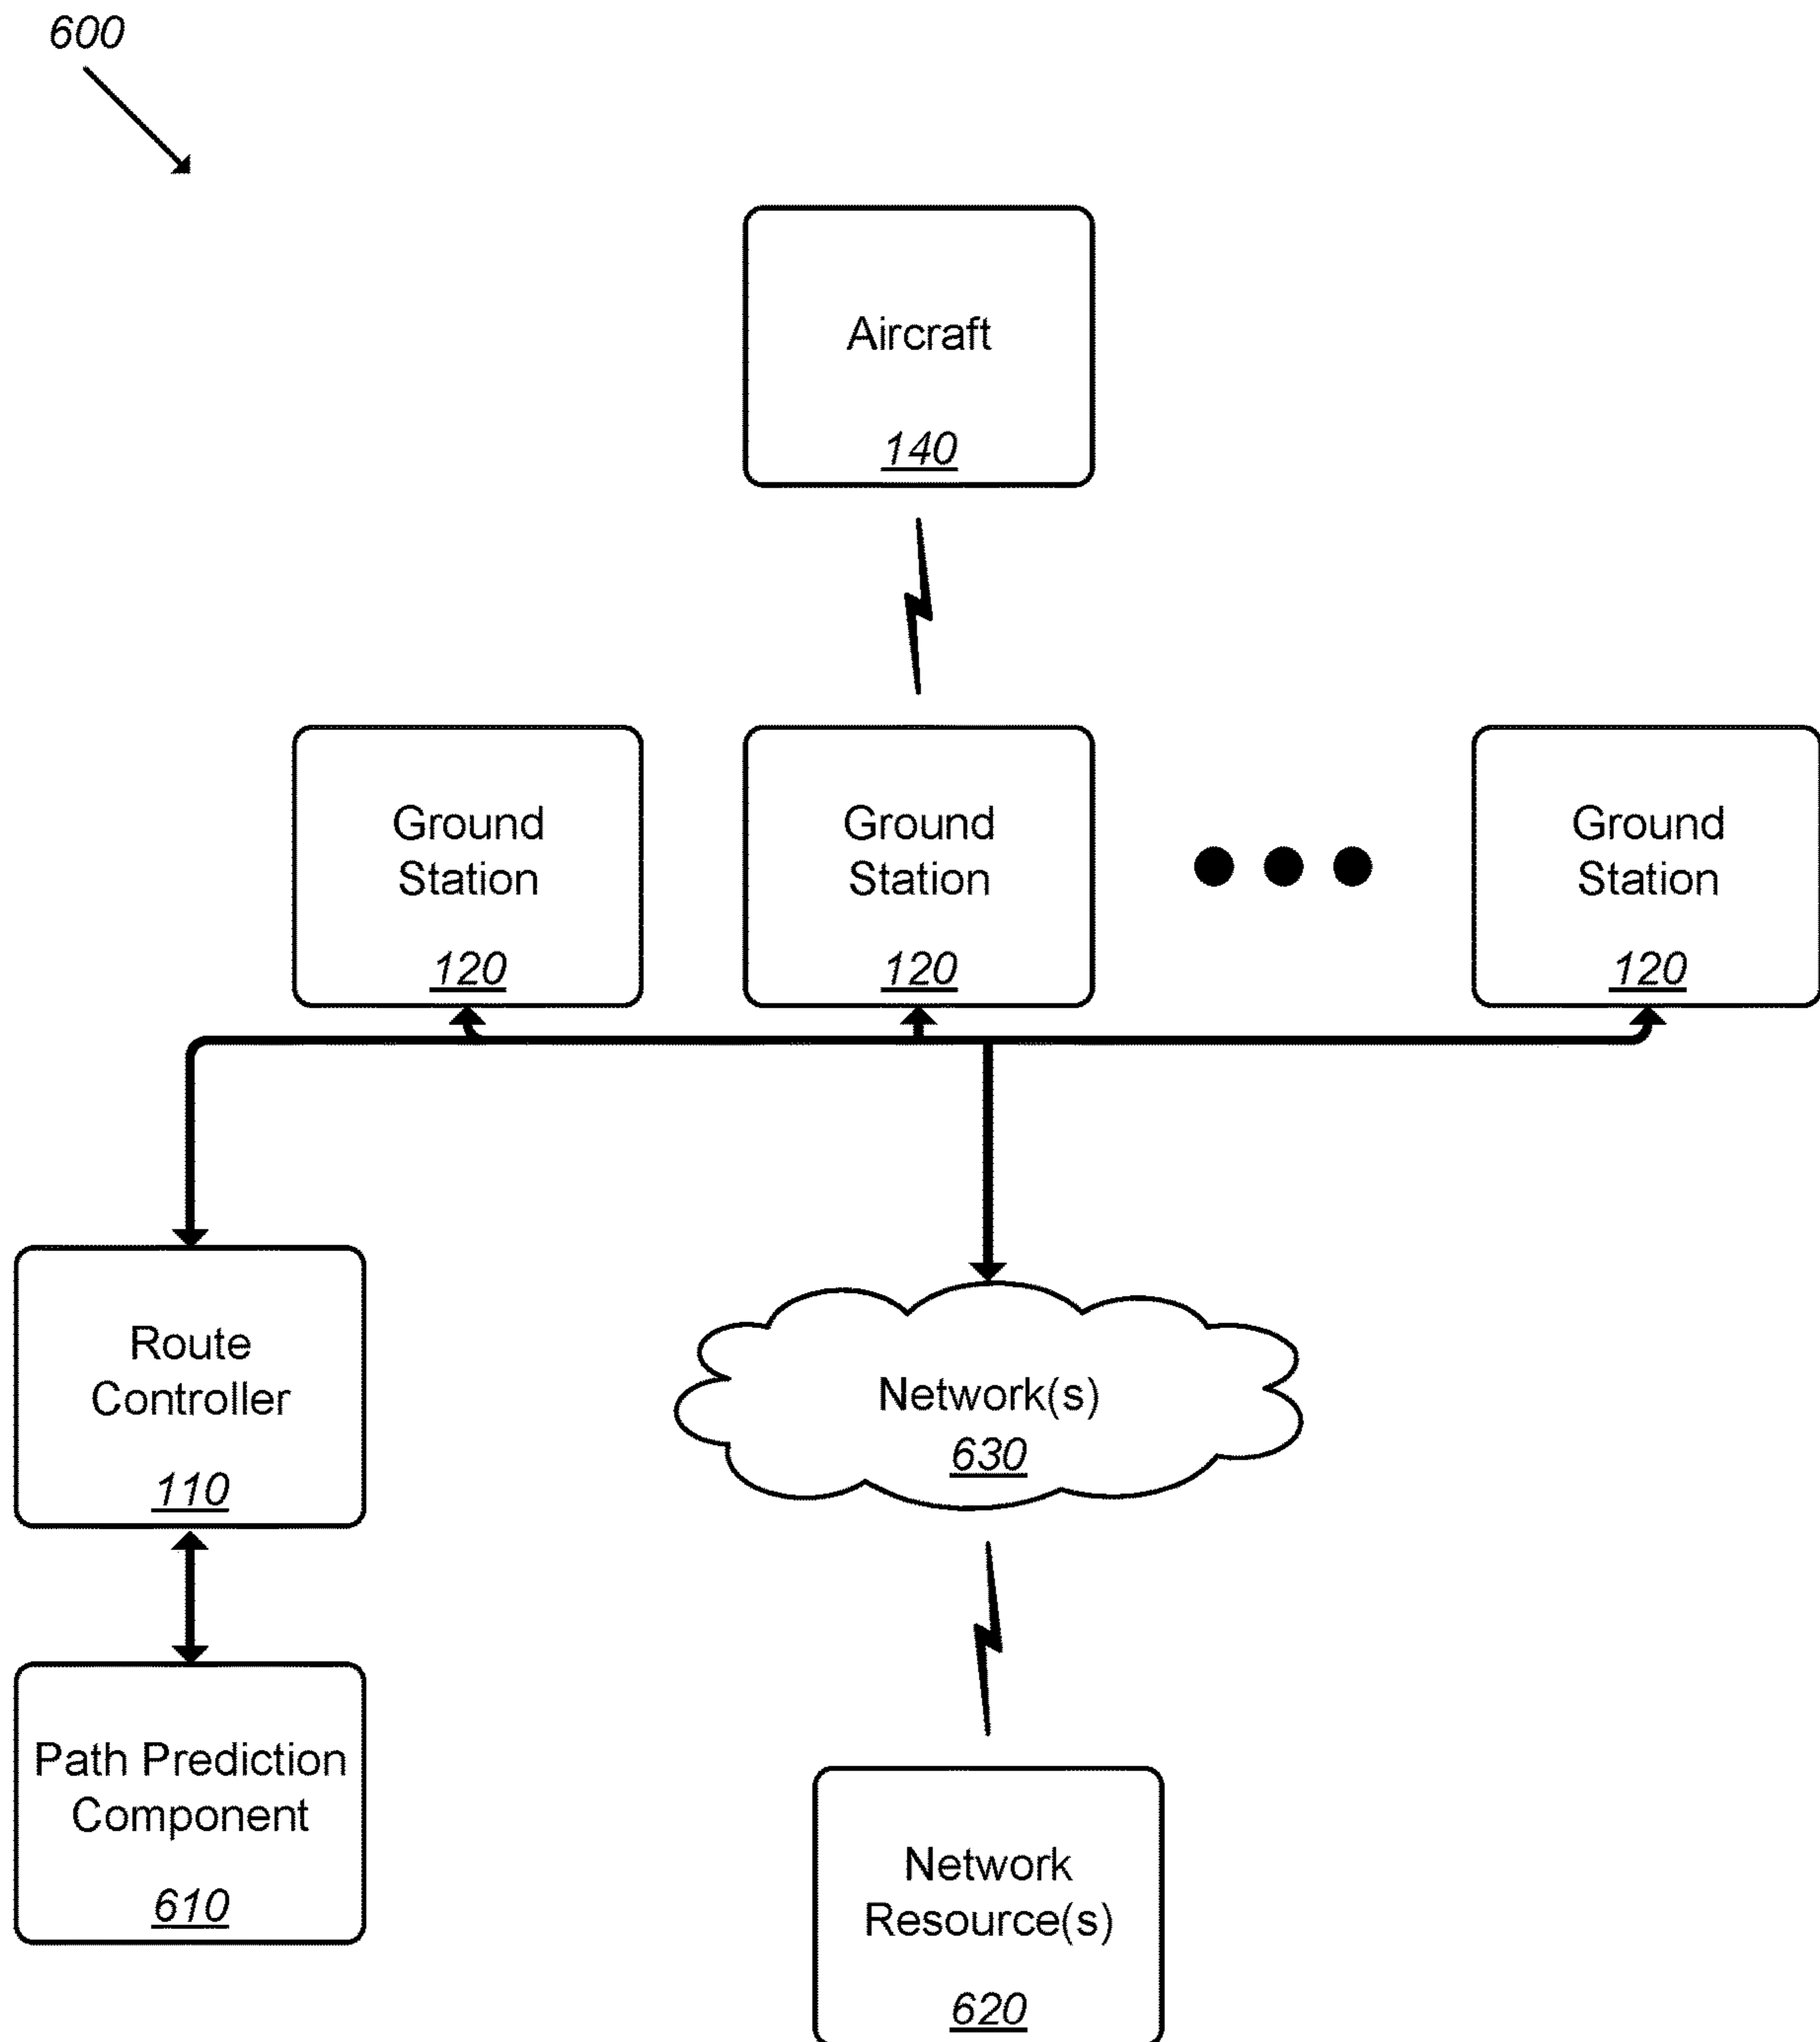 600
Aircraft
140
Ground
Station
120
Ground
Station
120
Ground
Station
120
Route
Controller
110
Network(s)
630
Path Prediction
Component
610
Network
Resource(s)
620